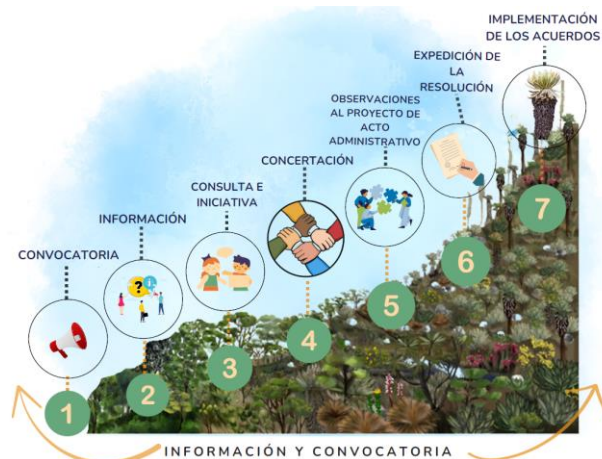 IMPLEMENTACIÓN
DE LOS ACUERDOS
EXPEDICIÓN DE
LA
RESOLUCIÓN
OBSERVACIONES
AL PROYECTO DE
ACTO
ADMINISTRATIVO
CONCERTACIÓN
CONSULTA E
INICIATIVA
INFORMACIÓN
CONVOCATORIA
?
i
1
2
3
4
5
6
7
INFORMACIÓN Y CONVOCATORIA